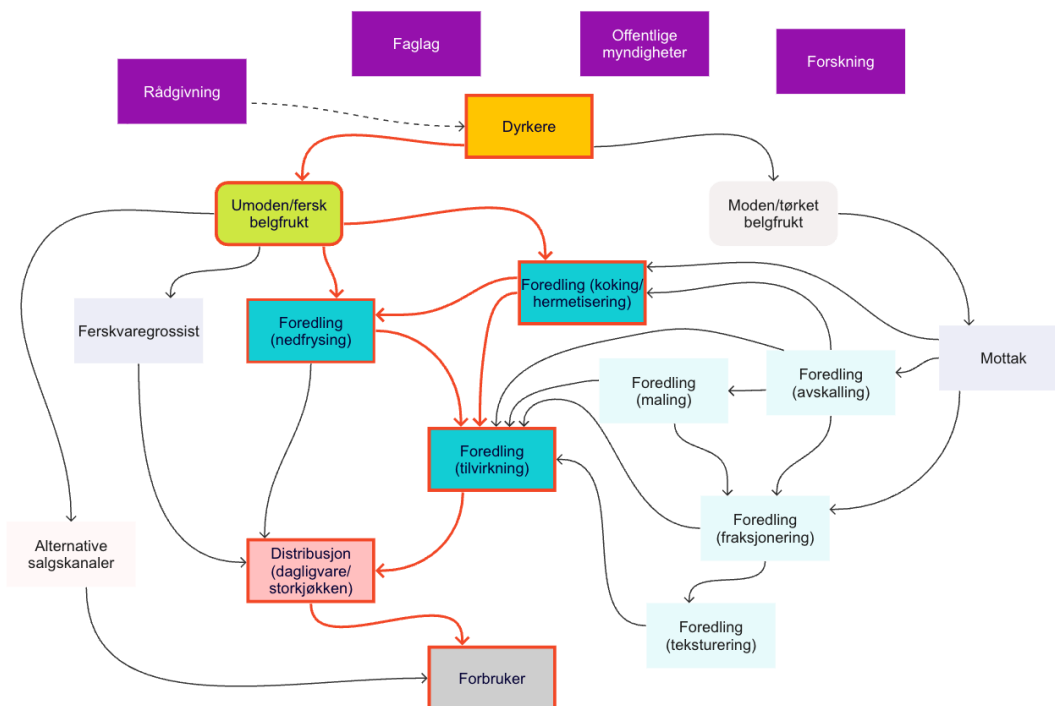 Faglag
Offentlige
myndigheter
Forskning
Rådgivning
Dyrkere
Umoden/fersk
belgfrukt
Moden/tørket
belgfrukt
Foredling (koking/
hermetisering)
Ferskvaregrossist
Foredling
(nedfrysing)
Mottak
Foredling
(avskalling)
Foredling
(maling)
Foredling
(tilvirkning)
Foredling
(fraksjonering)
Alternative
salgskanaler
Distribusjon
(dagligvare/
storkjøkken)
Foredling
(teksturering)
Forbruker